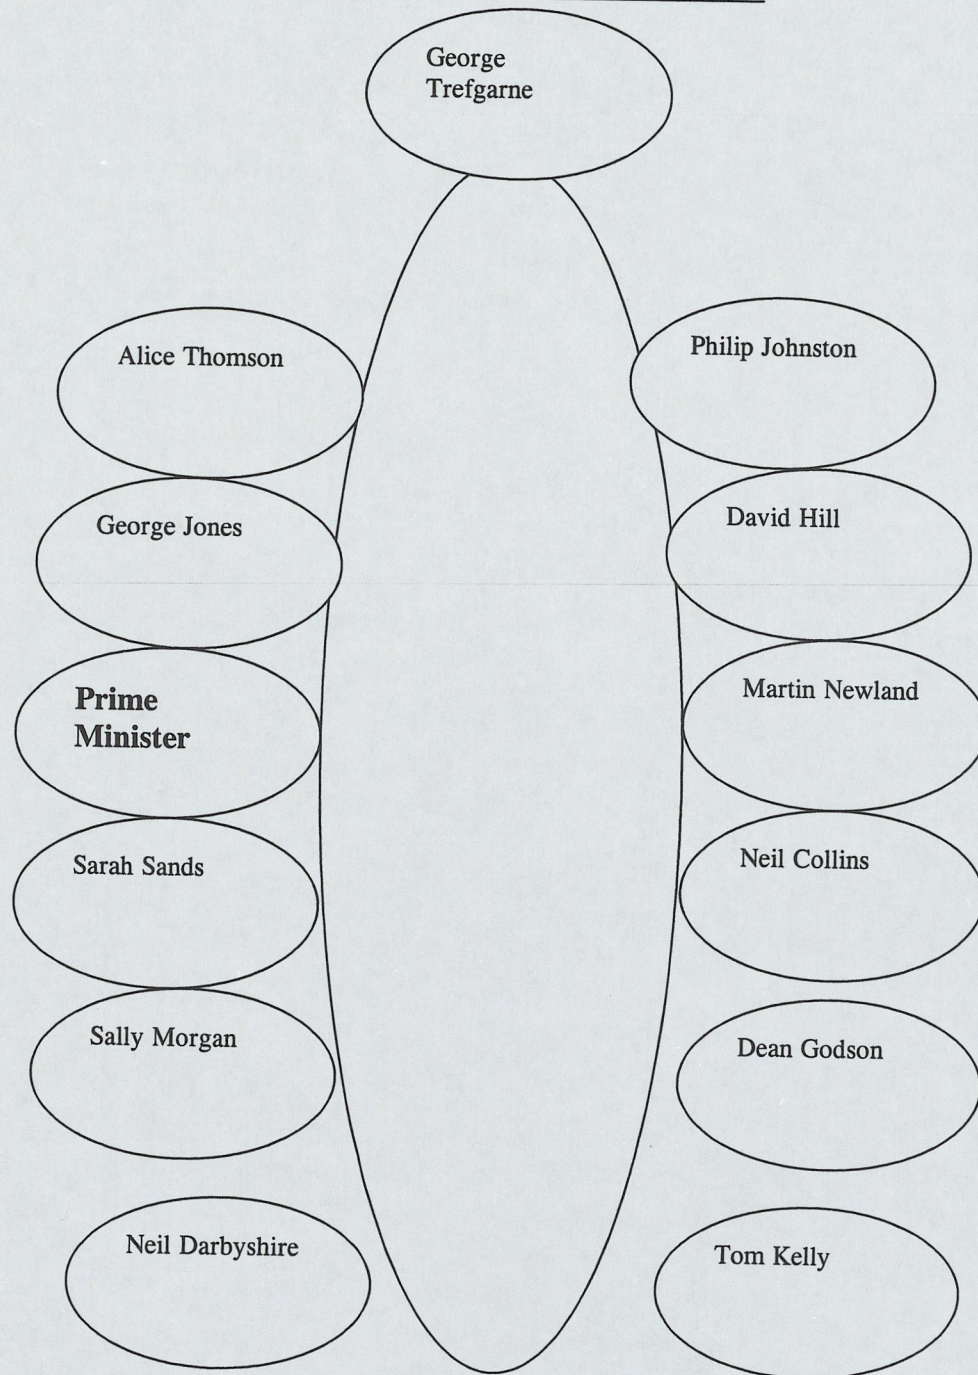 George
Trefgarne
Alice Thomson
Philip Johnston
George Jones
David Hill
Prime
Minister
Martin Newland
Sarah Sands
Neil Collins
Sally Morgan
Dean Godson
Neil Darbyshire
Tom Kelly